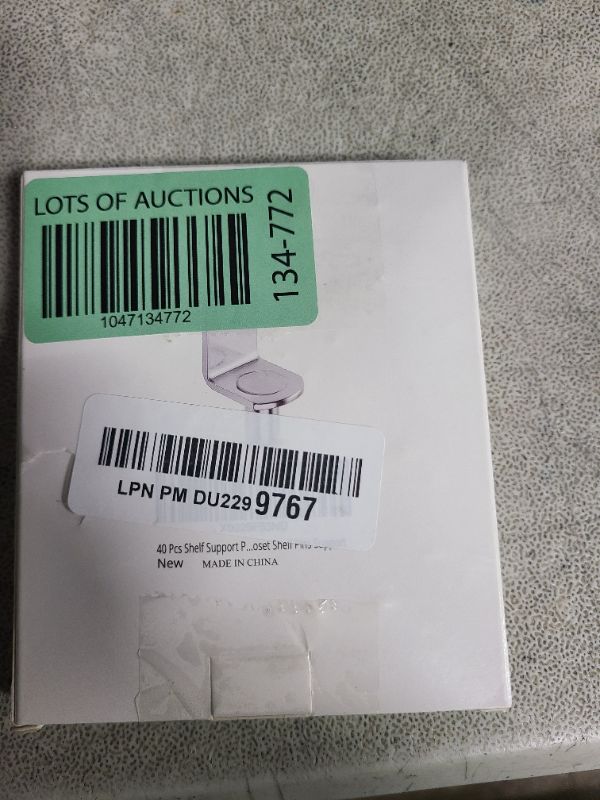 LOTS OF AUCTIONS
134-772
1047134772
LPN PM DU229 9767
40 Pcs Shelf Support P...oset Shelf Pins
New MADE IN CHINA